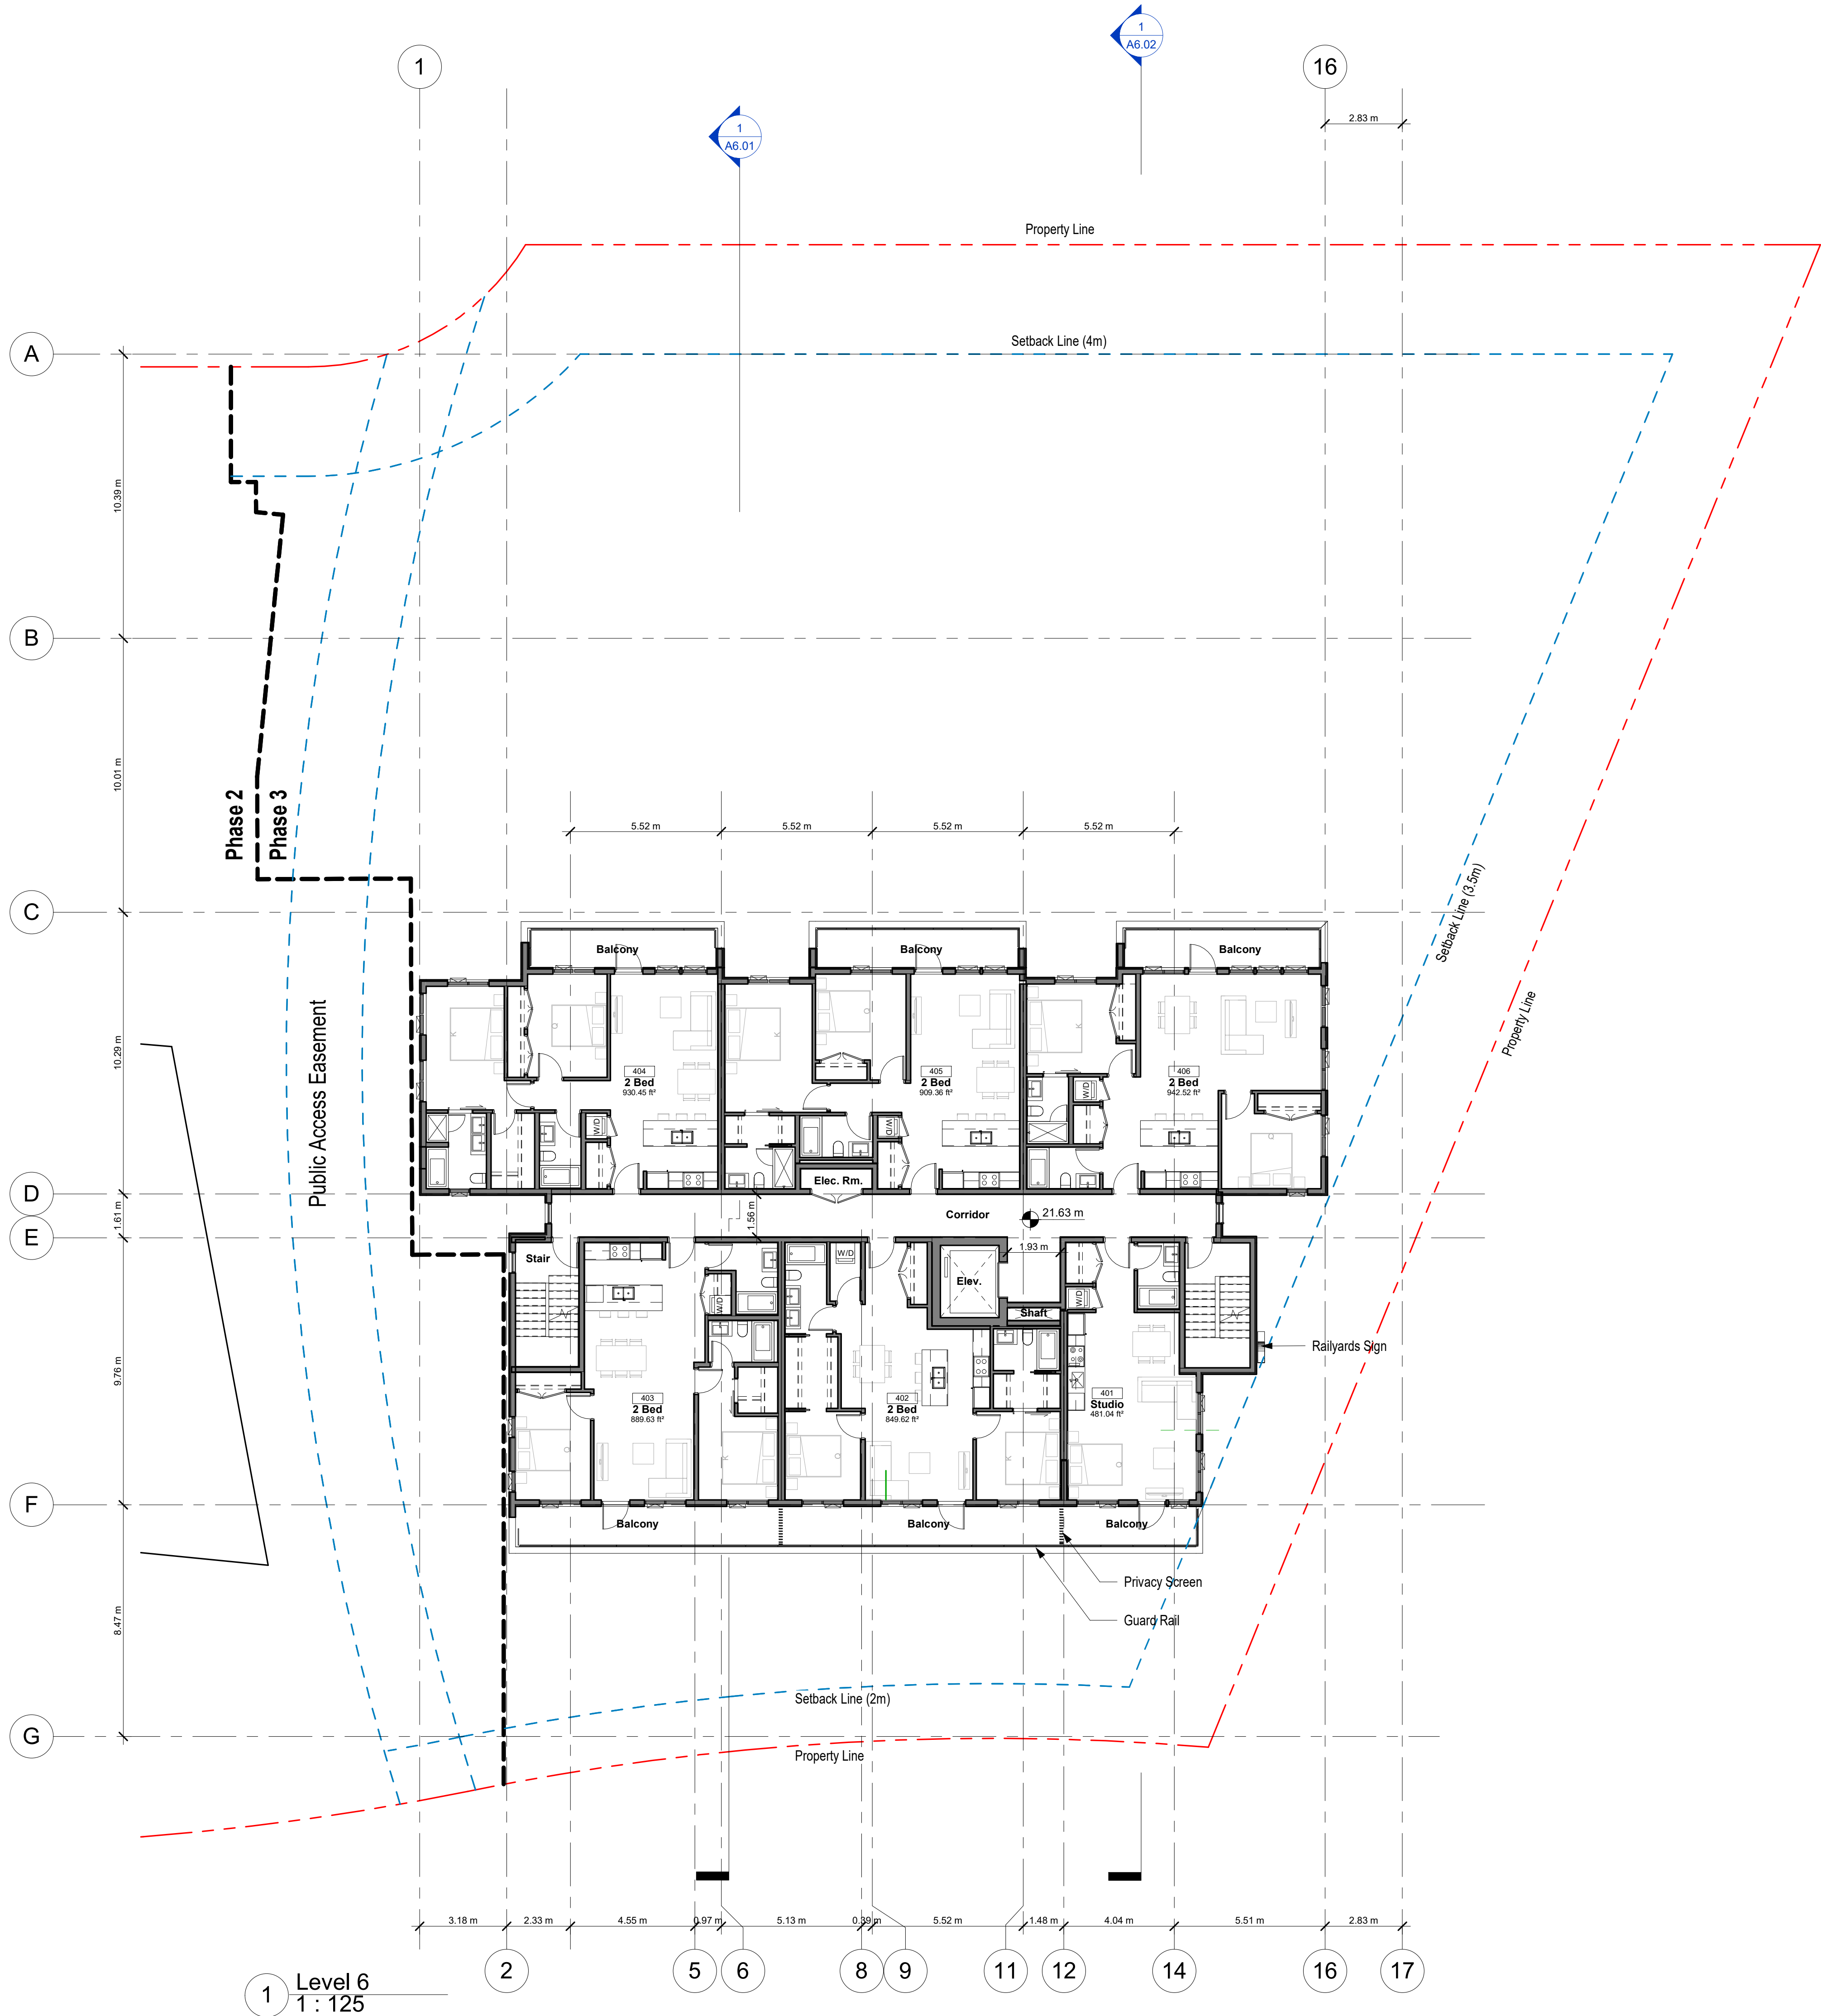 1
A6.02
1
16
2.83 m
1
A6.01
Property Line
A
Setback Line (4m)
10.39 m
B
10.01 m
Phase 2
Phase 3
5.52 m
5.52 m
5.52 m
5.52 m
Setback Line (3.5m)
C
Balcony
Balcony
Balcony
Property Line
Public Access Easement
10.29 m
K
Q
K
Q
K
404
2 Bed
930.45 ft²
405
2 Bed
909.36 ft²
406
2 Bed
942.52 ft²
W/D
W/D
W/D
Q
Elec. Rm.
D
1.61 m
1.56 m
Corridor
21.63 m
E
Stair
W/D
1.93 m
Elev.
W/D
W/D
Shaft
Railyards Sign
9.76 m
403
2 Bed
889.63 ft²
402
2 Bed
849.62 ft²
401
Studio
481.04 ft²
Q
K
Q
K
Q
F
Balcony
Balcony
Balcony
Privacy Screen
8.47 m
Guard Rail
Setback Line (2m)
G
Property Line
3.18 m
2.33 m
4.55 m
0.97 m
5.13 m
0.39 m
5.52 m
1.48 m
4.04 m
5.51 m
2.83 m
2
5
6
8
9
11
12
14
16
17
1
Level 6
1 : 125